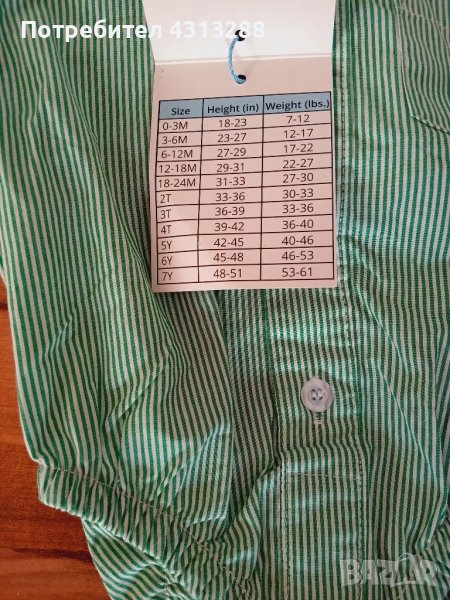 Потребител 4313288
Size Height (in) Weight (lbs.)
0-3M 18-23 7-12
3-6M 23-27 12-17
6-12M 27-29 17-22
12-18M 29-31 22-27
18-24M 31-33 27-30
2T 33-36 30-33
3T 36-39 33-36
4T 39-42 36-40
5Y 42-45 40-46
6Y 45-48 46-53
7Y 48-51 53-61
BAZAR